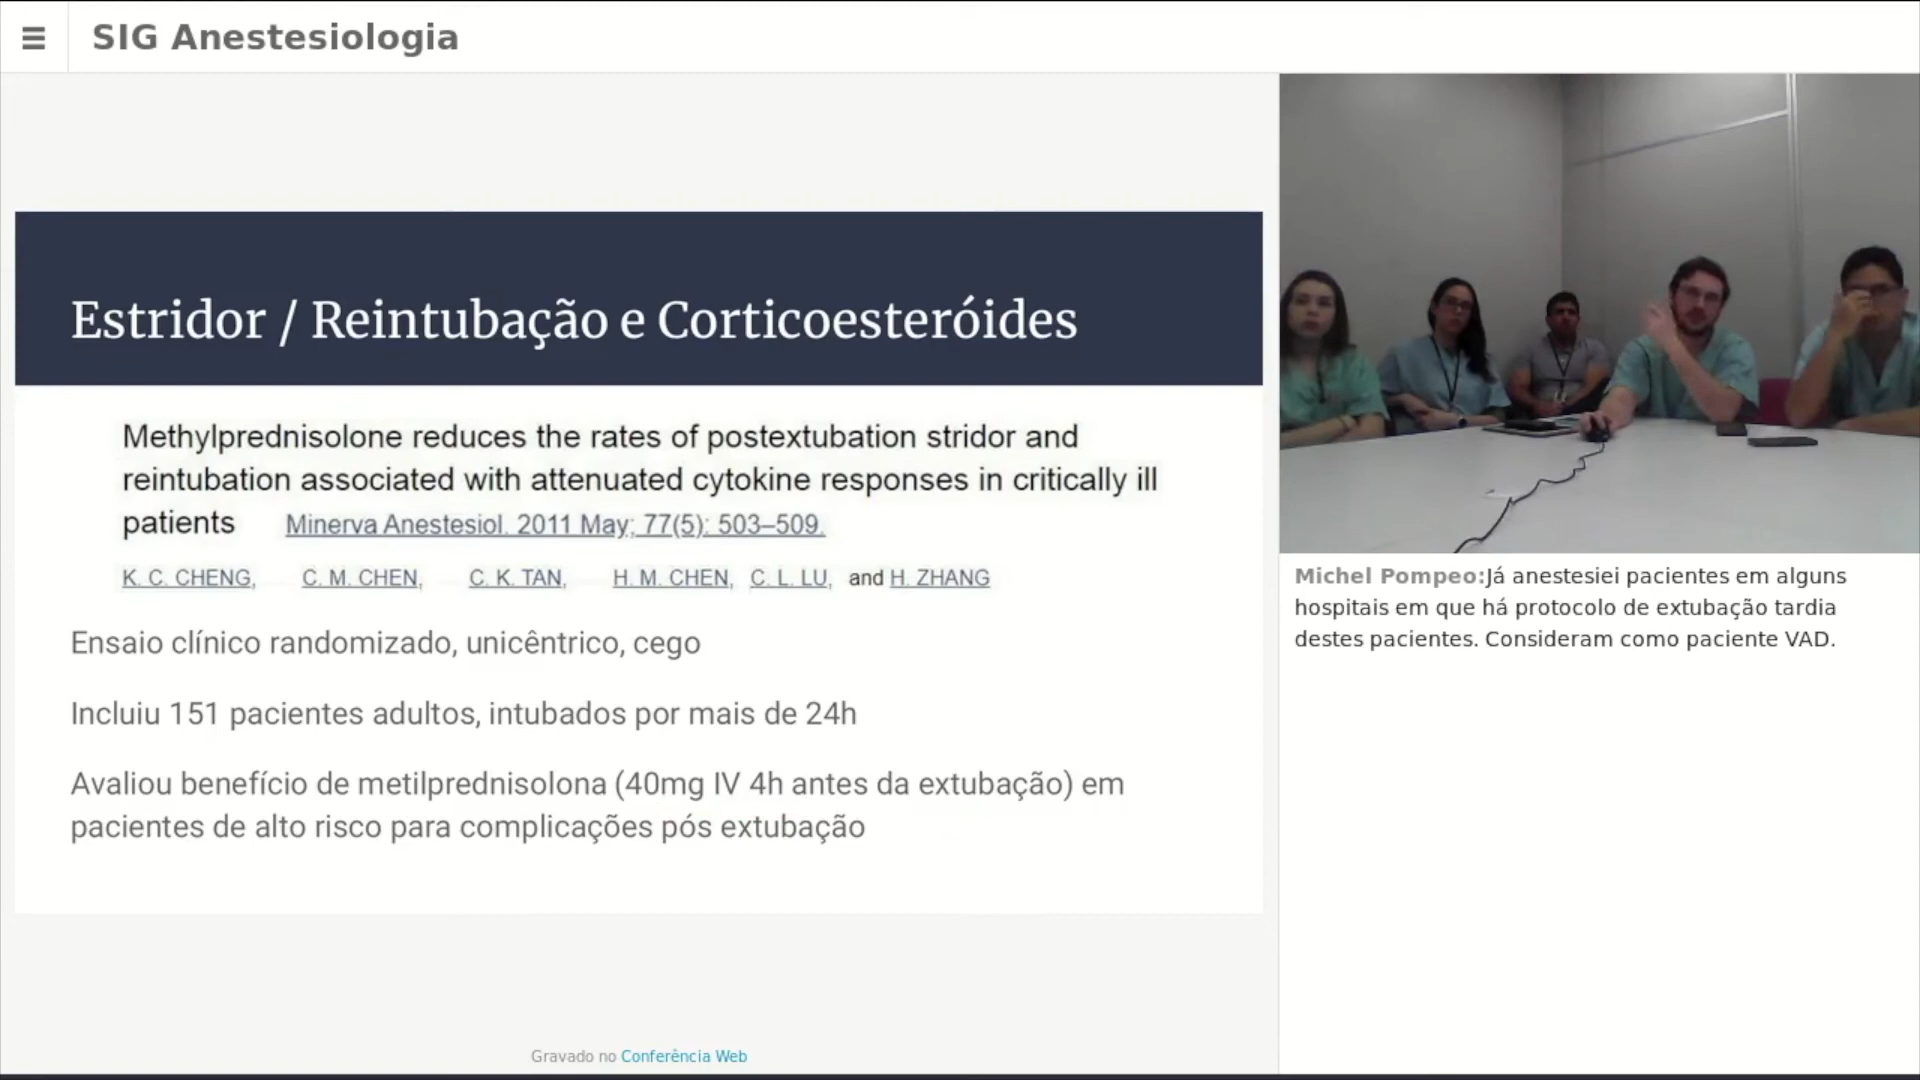 SIG Anestesiologia
Estridor / Reintubação e Corticoesteróides
Methylprednisolone reduces the rates of postextubation stridor and
reintubation associated with attenuated cytokine responses in critically ill
patients Minerva Anestesiol. 2011 May; 77(5): 503–509.
K. C. CHENG, C. M. CHEN, C. K. TAN, H. M. CHEN, C. L. LU, and H. ZHANG
Ensaio clínico randomizado, unicêntrico, cego
Incluiu 151 pacientes adultos, intubados por mais de 24h
Avaliou benefício de metilprednisolona (40mg IV 4h antes da extubação) em
pacientes de alto risco para complicações pós extubação
Michel Pompeo:Já anestesiei pacientes em alguns
hospitais em que há protocolo de extubação tardia
destes pacientes. Consideram como paciente VAD.
Gravado no Conferência Web